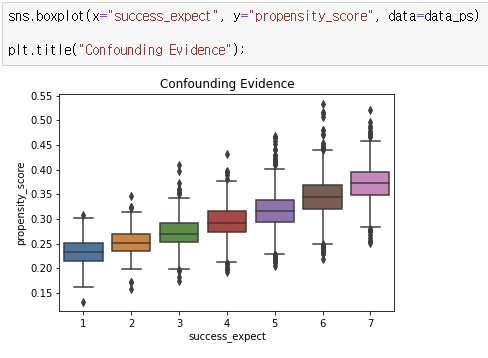 sns.boxplot(x="success_expect", y="propensity_score", data=data_ps)
plt.title("Confounding Evidence");
Confounding Evidence
0.55
0.50
0.45
0.40
0.35
0.30
0.25
0.20
0.15
propensity_score
1 2 3 4 5 6 7
success_expect